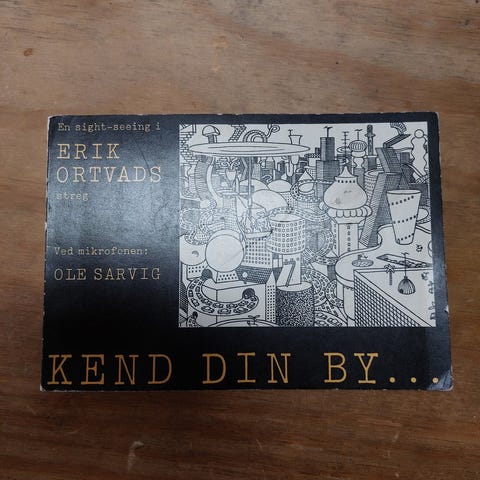 En sight-seeing i
ERIK
ORTVADS
streg
Ved mikrofonen:
OLE SARVIG
KEND DIN BY...